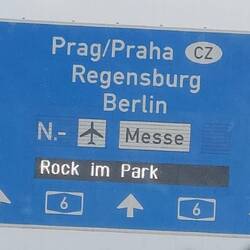 Prag/Praha CZ
Regensburg
Berlin
N.- Messe
Rock im Park
6 6